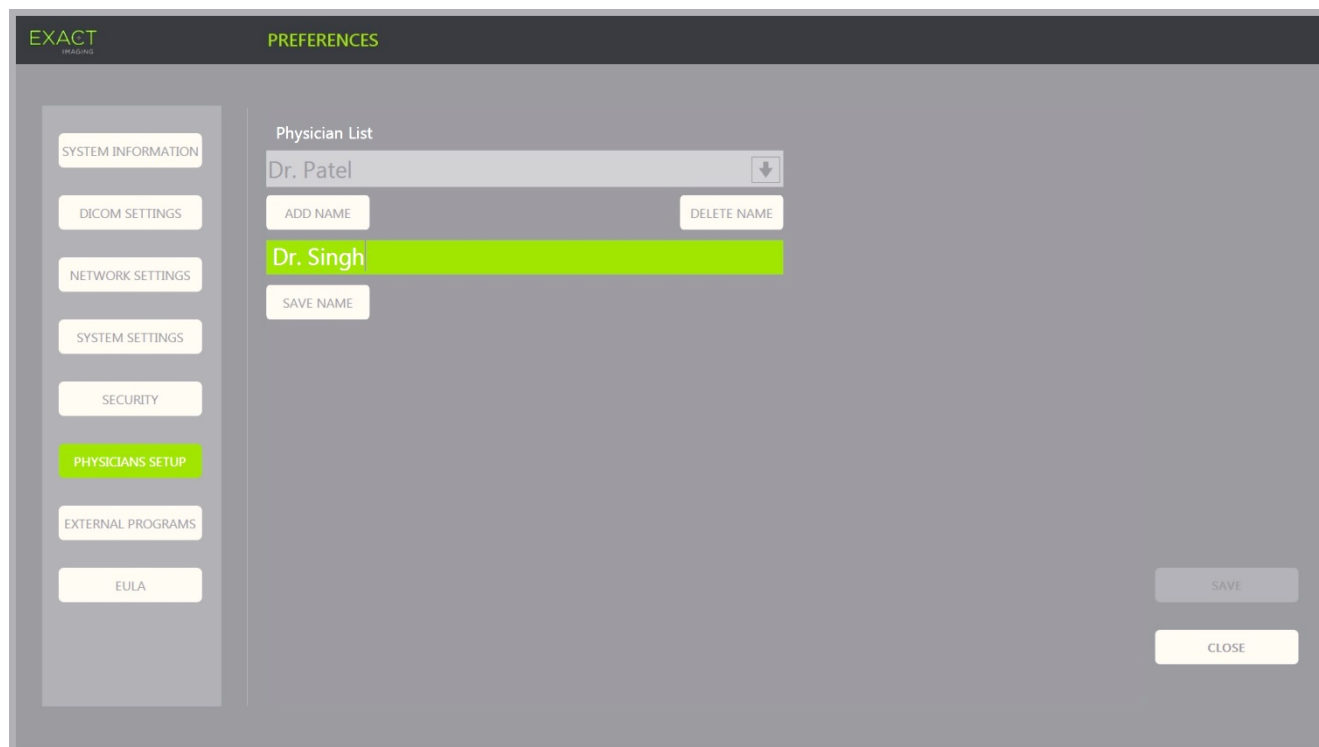 EXACT
IMAGING
PREFERENCES
SYSTEM INFORMATION
DICOM SETTINGS
NETWORK SETTINGS
SYSTEM SETTINGS
SECURITY
PHYSICIANS SETUP
EXTERNAL PROGRAMS
EULA
Physician List
Dr. Patel
ADD NAME
DELETE NAME
Dr. Singh
SAVE NAME
SAVE
CLOSE